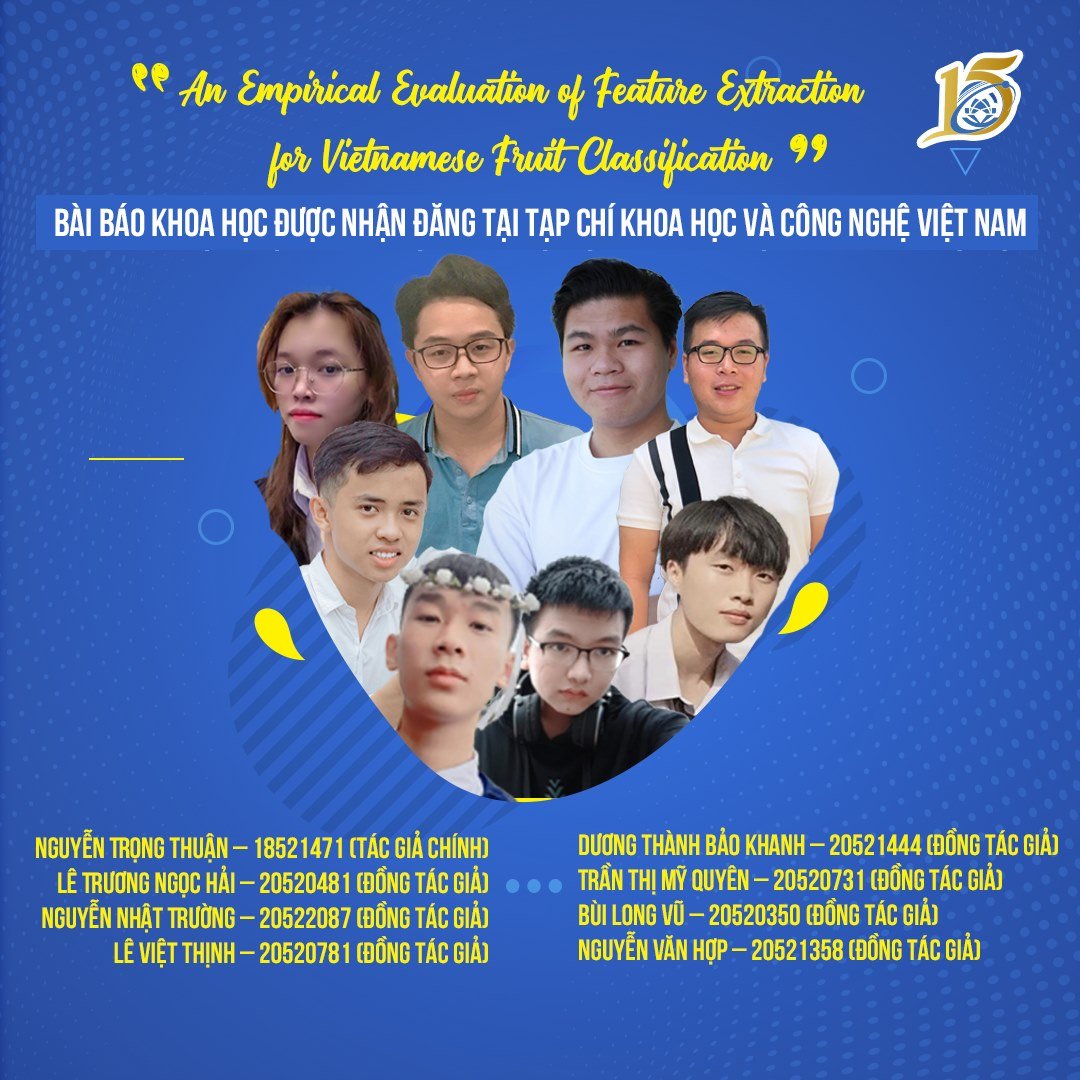 “ An Empirical Evaluation of Feature Extraction
for Vietnamese Fruit Classification ”
15
BÀI BÁO KHOA HỌC ĐƯỢC NHẬN ĐĂNG TẠI TẠP CHÍ KHOA HỌC VÀ CÔNG NGHỆ VIỆT NAM
NGUYỄN TRỌNG THUẬN – 18521471 (TÁC GIẢ CHÍNH)
LÊ TRƯƠNG NGỌC HẢI – 20520481 (ĐỒNG TÁC GIẢ)
NGUYỄN NHẬT TRƯỜNG – 20522087 (ĐỒNG TÁC GIẢ)
LÊ VIỆT THỊNH – 20520781 (ĐỒNG TÁC GIẢ)
DƯƠNG THÀNH BẢO KHANH – 20521444 (ĐỒNG TÁC GIẢ)
TRẦN THỊ MỸ QUYÊN – 20520731 (ĐỒNG TÁC GIẢ)
BÙI LONG VŨ – 20520350 (ĐỒNG TÁC GIẢ)
NGUYỄN VĂN HỢP – 20521358 (ĐỒNG TÁC GIẢ)